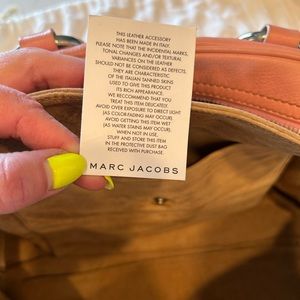 THIS LEATHER ACCESSORY
HAS BEEN MADE IN ITALY.
PLEASE NOTE THAT THE INCIDENTAL MARKS,
TONAL CHANGES AND/OR TEXTURAL
VARIANCES ON THE LEATHER
SHOULD NOT BE CONSIDERED AS DEFECTS.
THEY ARE CHARACTERISTIC
OF THE ITALIAN TANNED SKINS
USED TO GIVE THIS PRODUCT
ITS RICH APPEARANCE.
WE RECOMMEND THAT YOU
TREAT THIS ITEM DELICATELY.
AVOID OVER EXPOSURE TO DIRECT LIGHT
(AS COLOR FADING MAY OCCUR).
AVOID GETTING THIS ITEM WET
(AS WATER STAINS MAY OCCUR).
WHEN NOT IN USE,
STUFF AND STORE THIS ITEM
IN THE PROTECTIVE DUST BAG
RECEIVED WITH PURCHASE.
MARC JACOBS